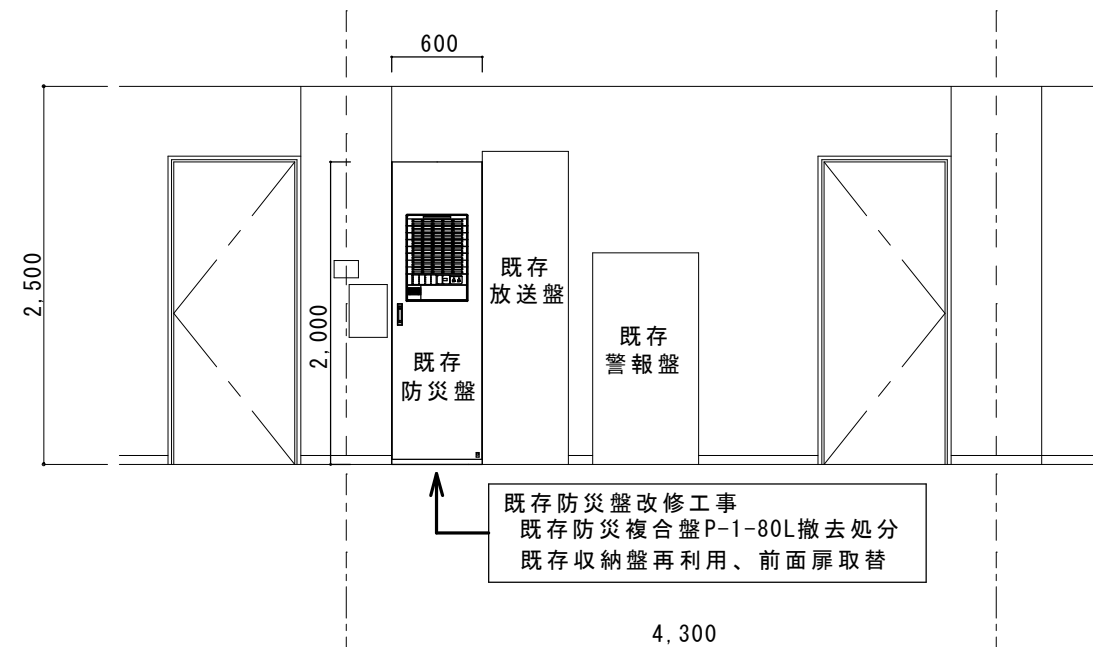 600
2,500
2,000
既存
放送盤
既存
警報盤
既存
防災盤
既存防災盤改修工事
既存防災複合盤P-1-80L撤去処分
既存収納盤再利用、前面扉取替
4,300